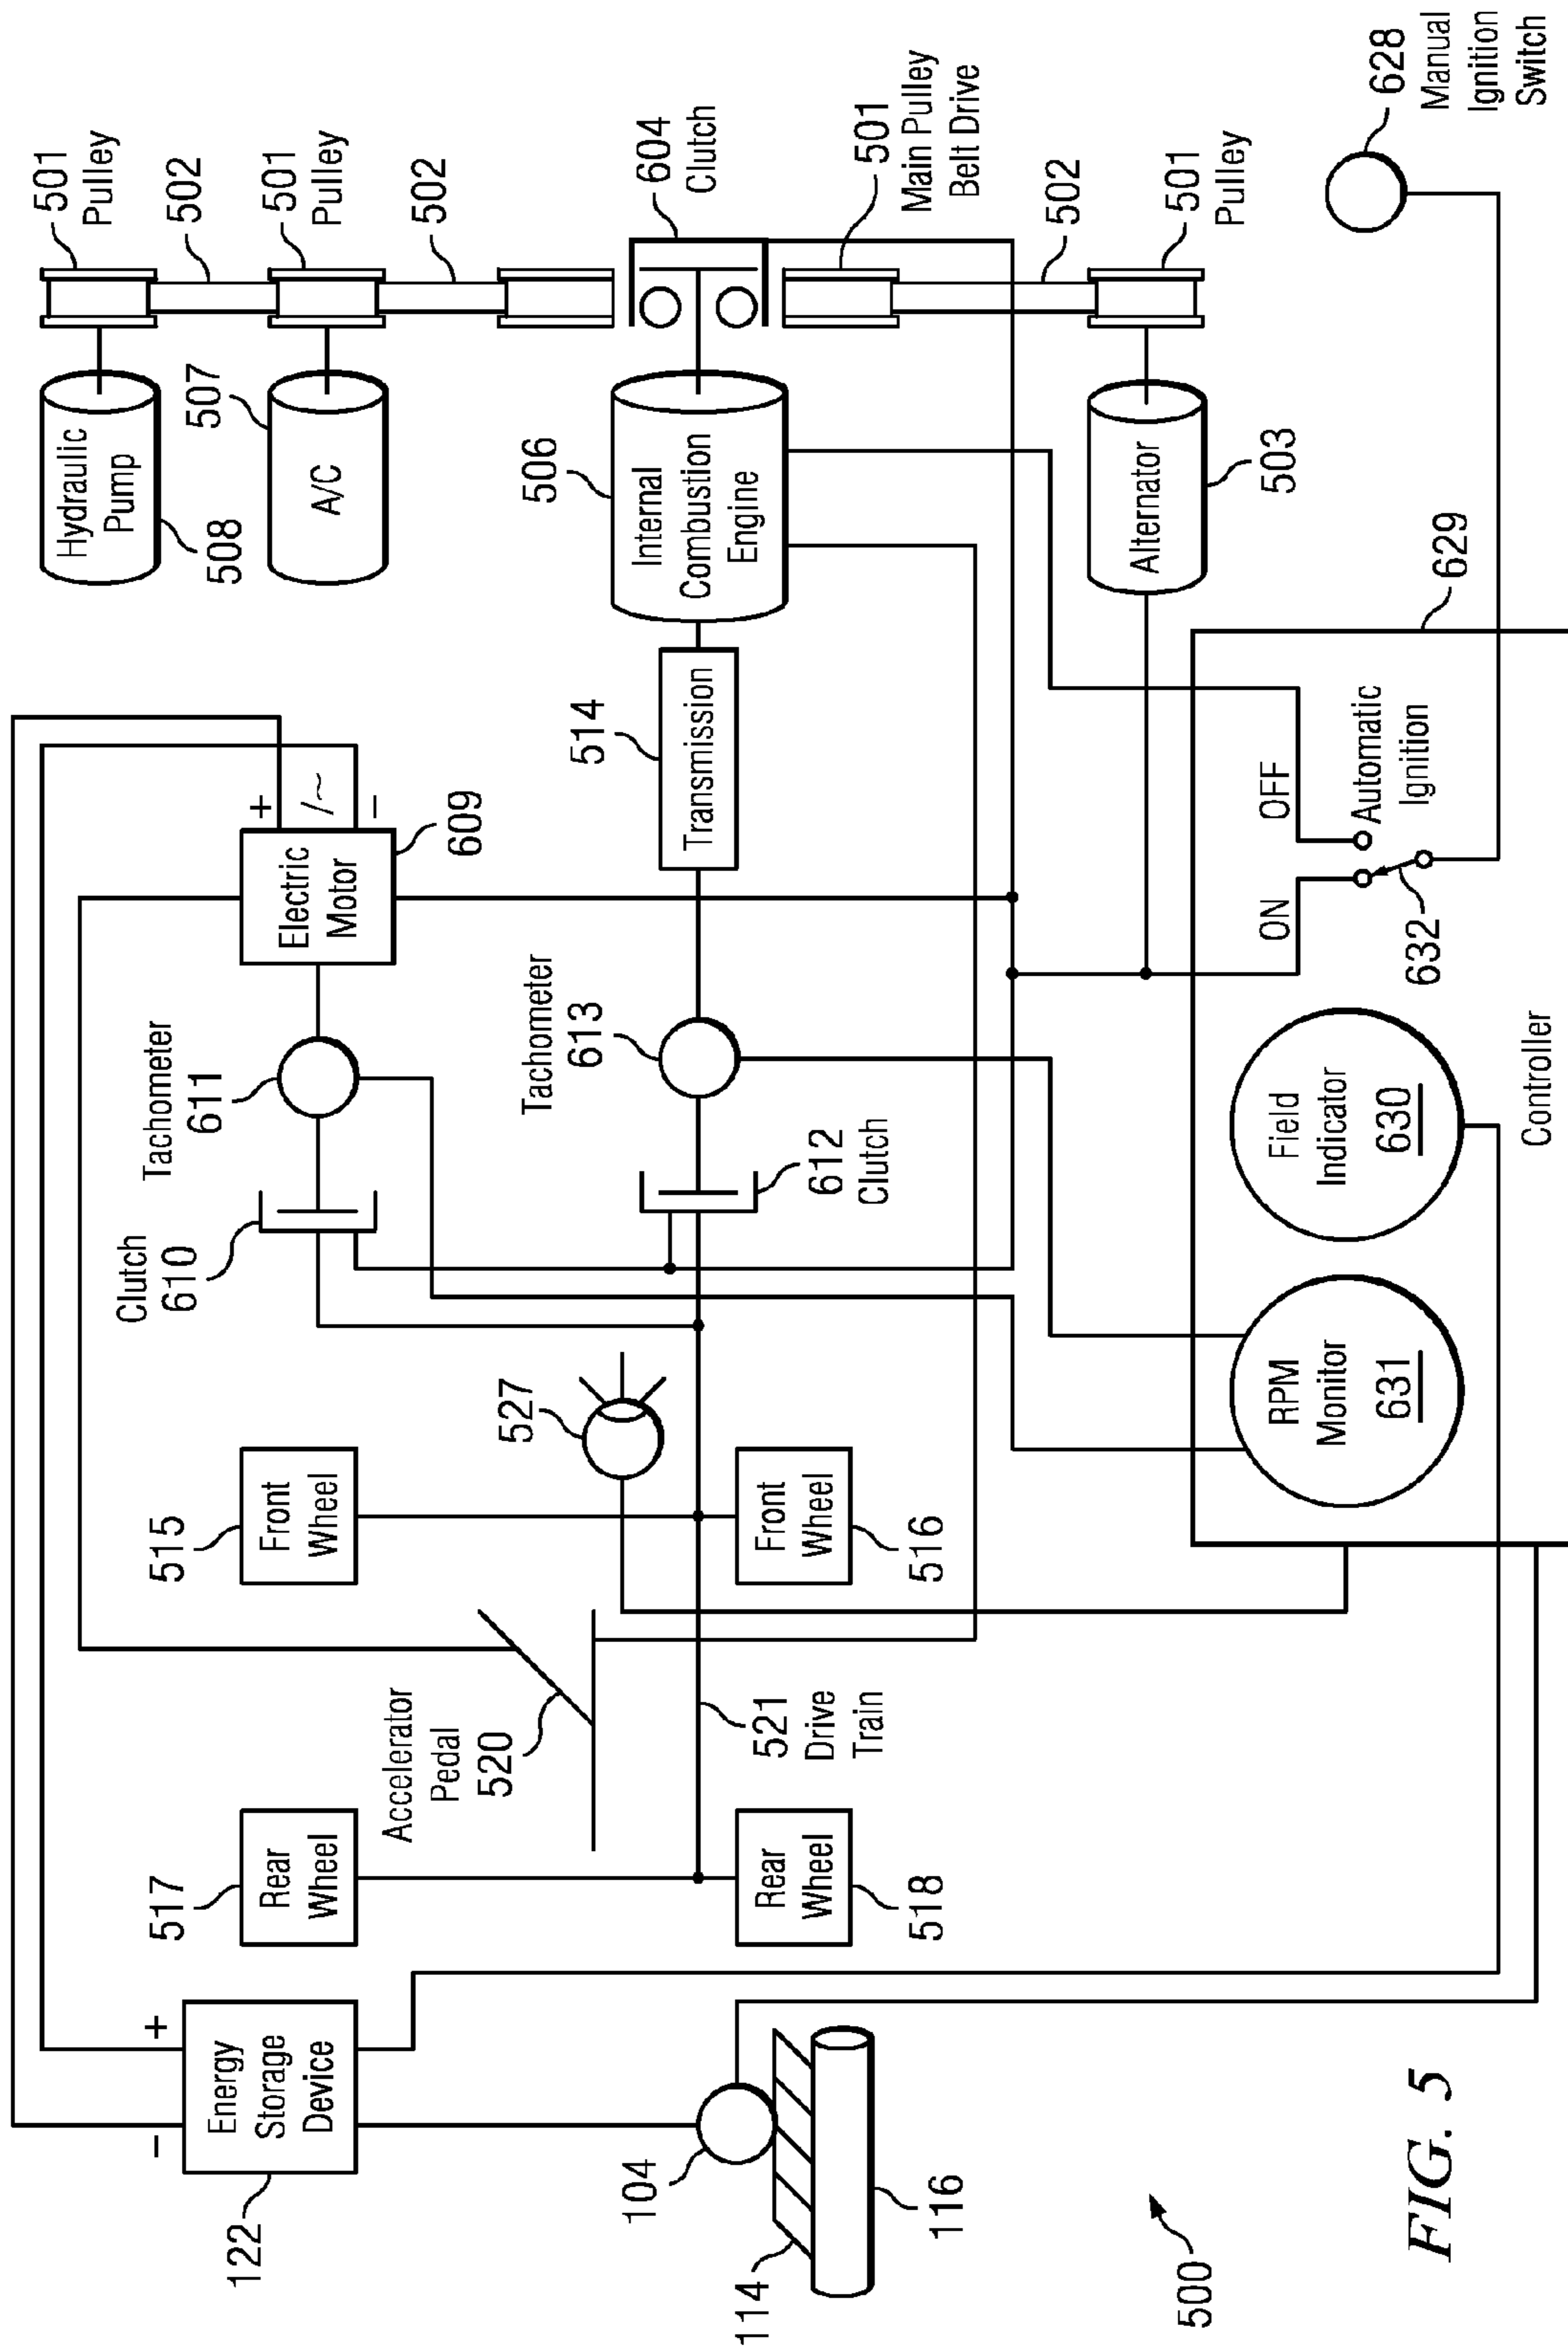 501
Pulley
502
501
Pulley
502
604
Clutch
501
Main Pulley
Belt Drive
502
501
Pulley
628
Manual
Ignition
Switch
Hydraulic
Pump
508
507
A/C
506
Internal
Combustion
Engine
Alternator
503
629
514
Transmission
+
/~
−
Electric
Motor
609
OFF
Automatic
Ignition
ON
632
Tachometer
611
Tachometer
613
Clutch
610
612
Clutch
Field
Indicator
630
Controller
RPM
Monitor
631
527
515
Front
Wheel
Front
Wheel
516
Accelerator
Pedal
520
521
Drive
Train
517
Rear
Wheel
Rear
Wheel
518
+
−
Energy
Storage
Device
122
104
114
116
500
FIG. 5